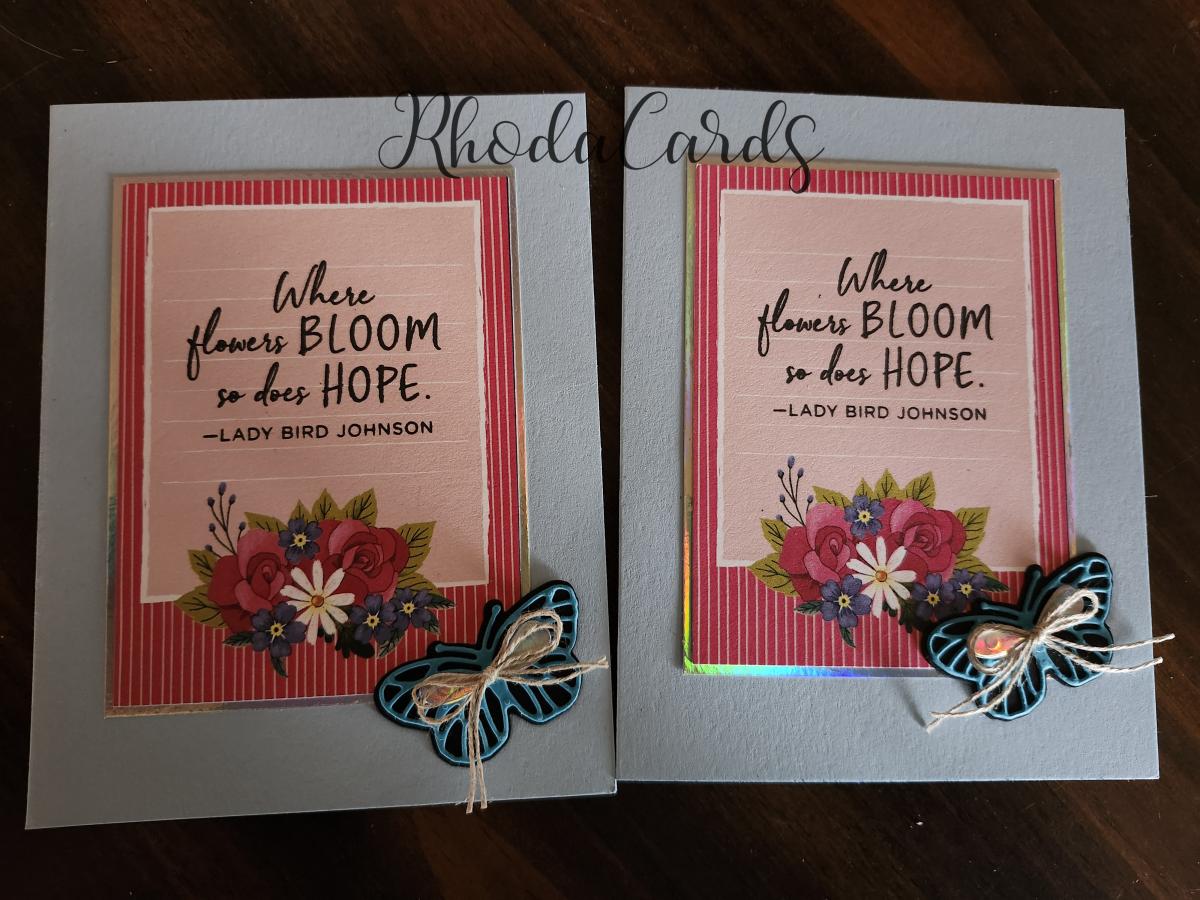 RhodaCards
Where
flowers BLOOM
so does HOPE.
—LADY BIRD JOHNSON
Where
flowers BLOOM
so does HOPE.
—LADY BIRD JOHNSON